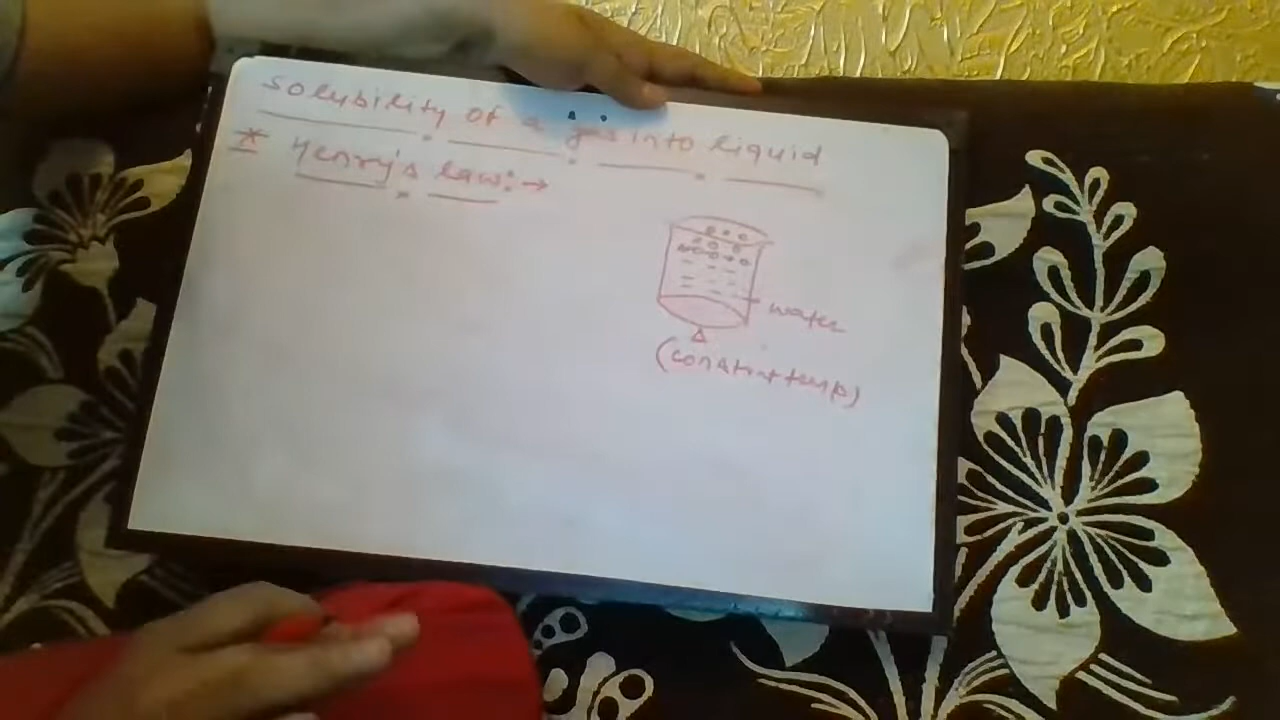 Solubility of a gas into liquid
* Henry's law:→
water
Δ
(constant temp)